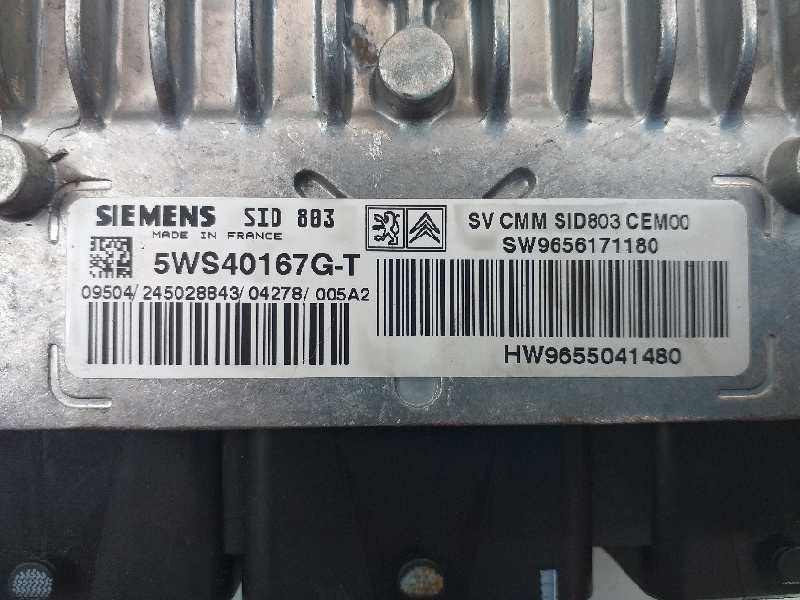 SIEMENS SID 803
MADE IN FRANCE
5WS40167G-T
09504/245028843/04278/005A2
SV CMM SID803 CEM00
SW9656171180
HW9655041480